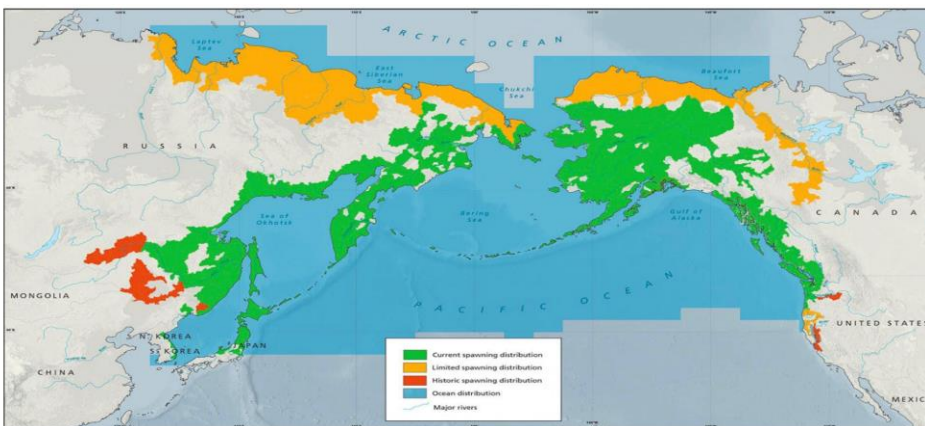 ARCTIC OCEAN
Laptev
Sea
East
Siberian
Sea
Chukchi
Sea
Beaufort
Sea
RUSSIA
Sea of
Okhotsk
Bering
Sea
Gulf of
Alaska
CANADA
MONGOLIA
PACIFIC OCEAN
N. KOREA
S. KOREA
JAPAN
CHINA
UNITED STATES
MEXIC
Current spawning distribution
Limited spawning distribution
Historic spawning distribution
Ocean distribution
Major rivers